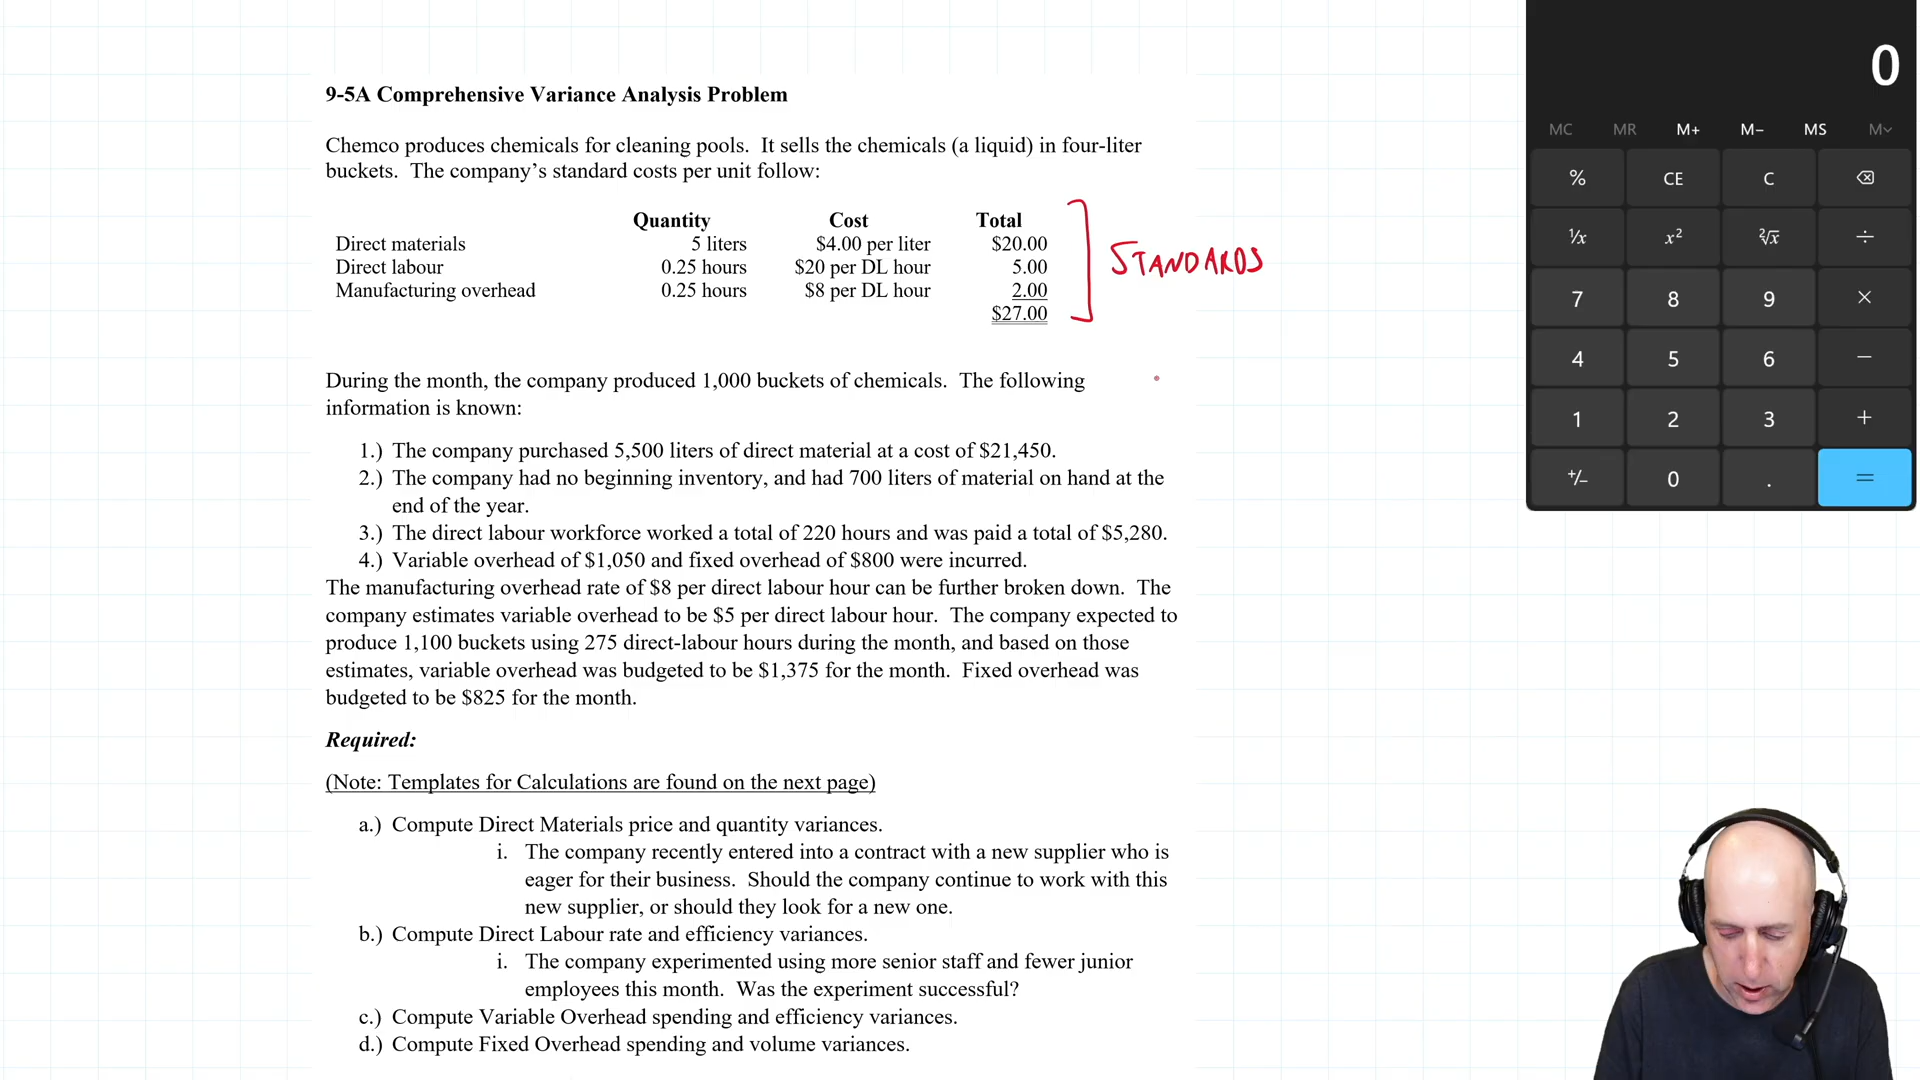 9-5A Comprehensive Variance Analysis Problem
Chemco produces chemicals for cleaning pools. It sells the chemicals (a liquid) in four-liter
buckets. The company’s standard costs per unit follow:
Quantity Cost Total
Direct materials 5 liters $4.00 per liter $20.00
Direct labour 0.25 hours $20 per DL hour 5.00
Manufacturing overhead 0.25 hours $8 per DL hour 2.00
$27.00
STANDARDS
During the month, the company produced 1,000 buckets of chemicals. The following
information is known:
1.) The company purchased 5,500 liters of direct material at a cost of $21,450.
2.) The company had no beginning inventory, and had 700 liters of material on hand at the
end of the year.
3.) The direct labour workforce worked a total of 220 hours and was paid a total of $5,280.
4.) Variable overhead of $1,050 and fixed overhead of $800 were incurred.
The manufacturing overhead rate of $8 per direct labour hour can be further broken down. The
company estimates variable overhead to be $5 per direct labour hour. The company expected to
produce 1,100 buckets using 275 direct-labour hours during the month, and based on those
estimates, variable overhead was budgeted to be $1,375 for the month. Fixed overhead was
budgeted to be $825 for the month.
Required:
(Note: Templates for Calculations are found on the next page)
a.) Compute Direct Materials price and quantity variances.
i. The company recently entered into a contract with a new supplier who is
eager for their business. Should the company continue to work with this
new supplier, or should they look for a new one.
b.) Compute Direct Labour rate and efficiency variances.
i. The company experimented using more senior staff and fewer junior
employees this month. Was the experiment successful?
c.) Compute Variable Overhead spending and efficiency variances.
d.) Compute Fixed Overhead spending and volume variances.
0
MC MR M+ M− MS M˅
% CE C ⌫
¹/x x² ²√x ÷
7 8 9 ×
4 5 6 −
1 2 3 +
+/− 0 . =